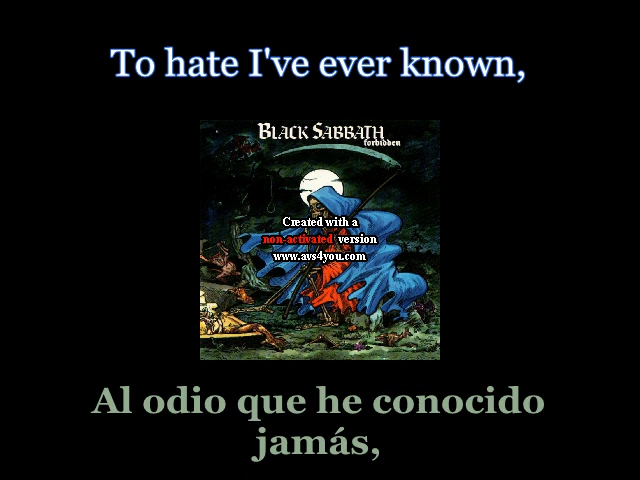 To hate I've ever known,
BLACK SABBATH
forbidden
Created with a
non-activated version
www.avs4you.com
Al odio que he conocido
jamás,